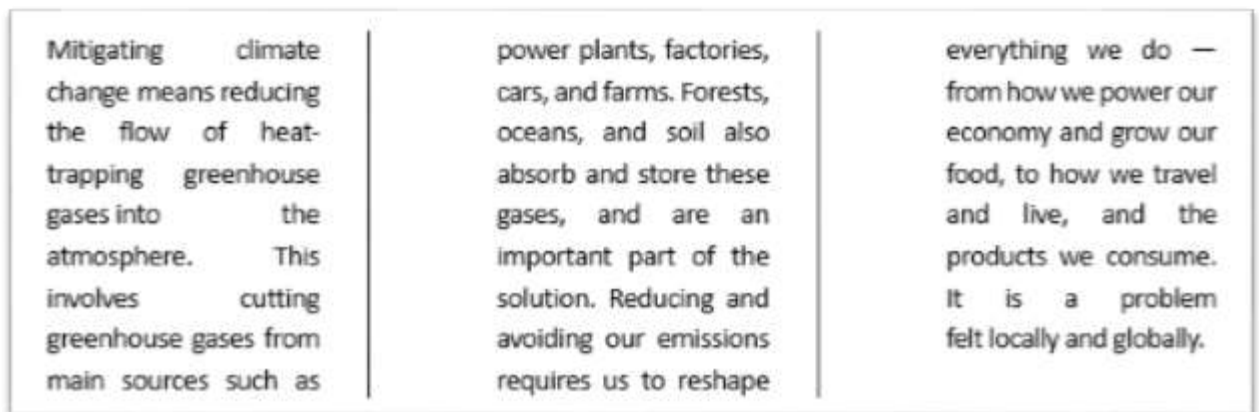 Mitigating climate
change means reducing
the flow of heat-
trapping greenhouse
gases into the
atmosphere. This
involves cutting
greenhouse gases from
main sources such as
power plants, factories,
cars, and farms. Forests,
oceans, and soil also
absorb and store these
gases, and are an
important part of the
solution. Reducing and
avoiding our emissions
requires us to reshape
everything we do —
from how we power our
economy and grow our
food, to how we travel
and live, and the
products we consume.
It is a problem
felt locally and globally.